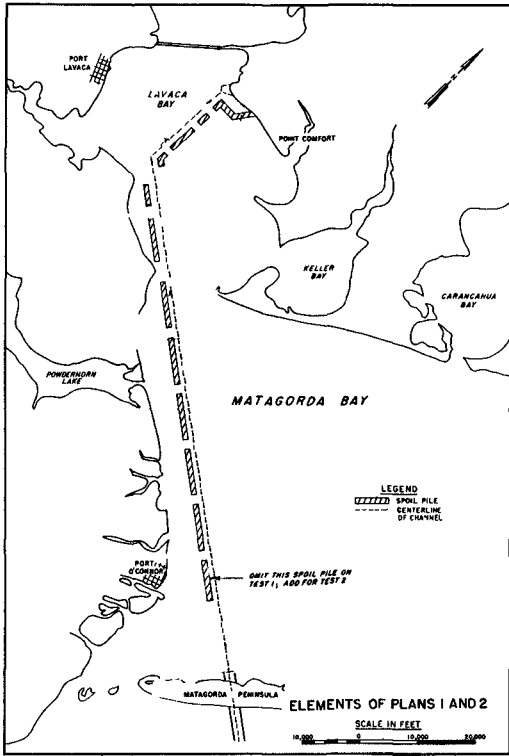 PORT
LAVACA
LAVACA
BAY
POINT COMFORT
KELLER
BAY
CARANCAHUA
BAY
POWDERHORN
LAKE
MATAGORDA BAY
LEGEND
SPOIL PILE
CENTERLINE
OF CHANNEL
PORT
O'CONNOR
OMIT THIS SPOIL PILE ON
TEST 1; ADD FOR TEST 2
MATAGORDA PENINSULA
ELEMENTS OF PLANS 1 AND 2
SCALE IN FEET
10,000 0 10,000 20,000